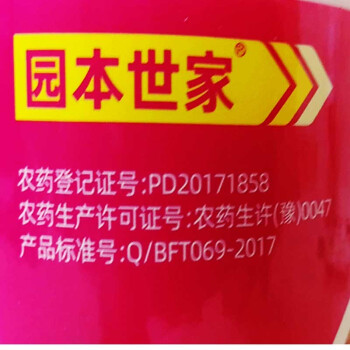 园本世家®
农药登记证号:PD20171858
农药生产许可证号:农药生许(豫)0047
产品标准号:Q/BFT069-2017